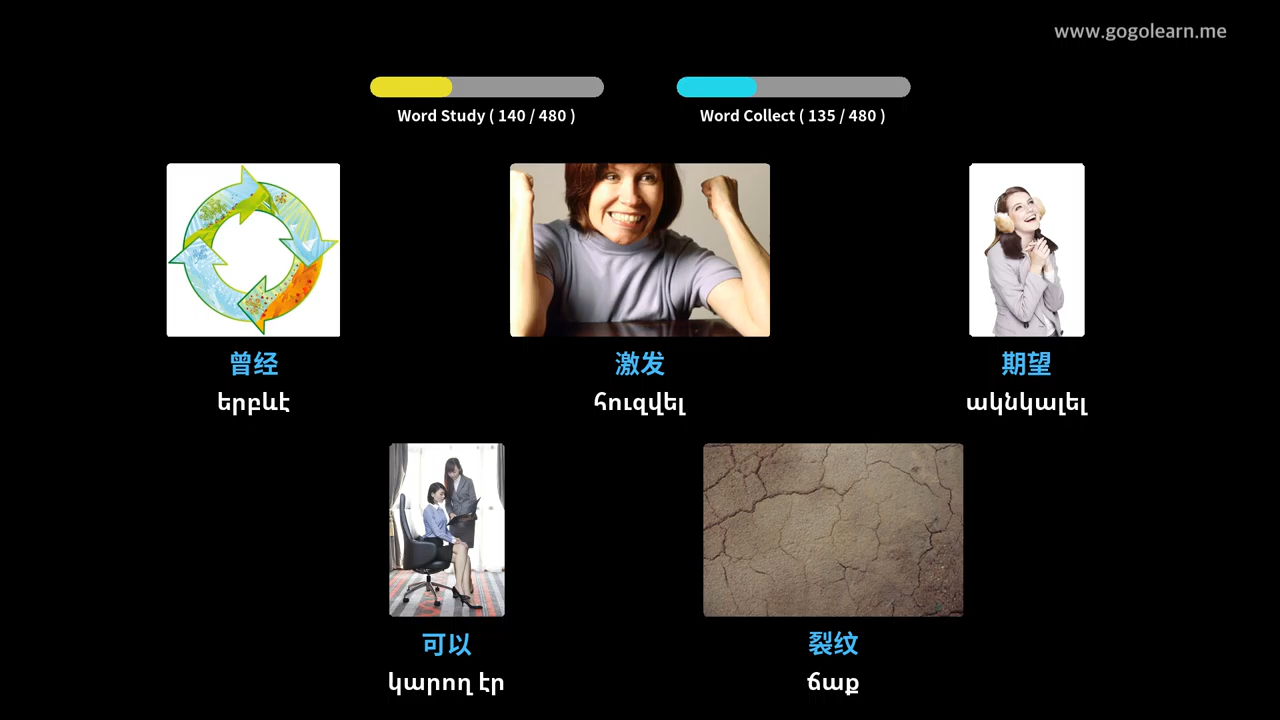 www.gogolearn.me
Word Study ( 140 / 480 )
Word Collect ( 135 / 480 )
曾经
երբևէ
激发
հուզվել
期望
ակնկալել
可以
կարող էր
裂纹
ճաք